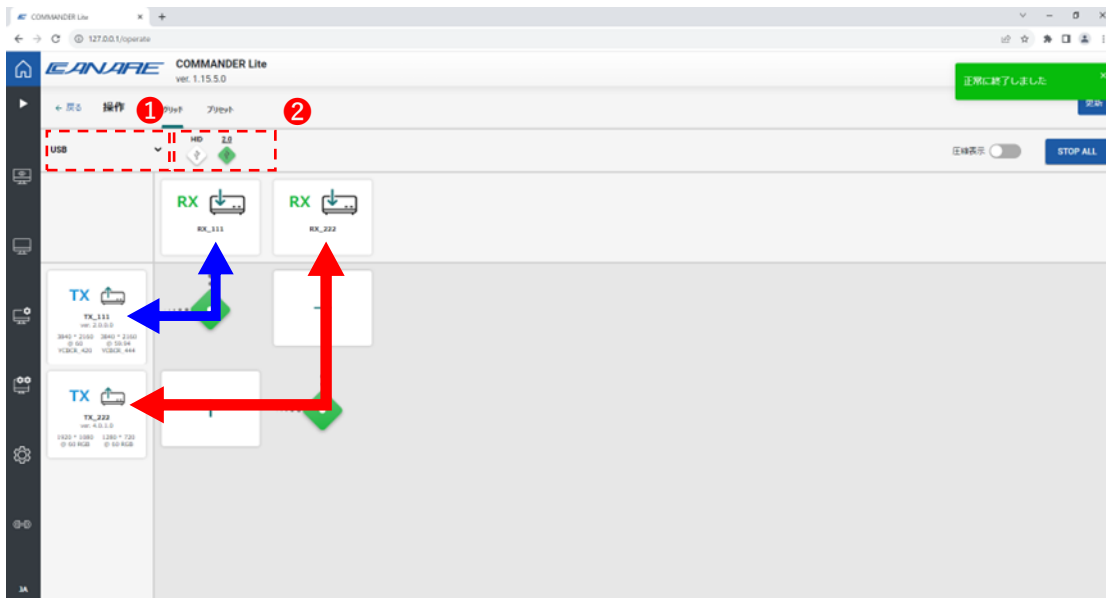 COMMANDER Lite
127.0.0.1/operate
CANARE
COMMANDER Lite
ver. 1.15.5.0
正常に終了しました
戻る 操作 1 グリッド プリセット 2
更新
USB HID 2.0
圧縮表示 STOP ALL
RX RX
RX_111 RX_222
TX
TX_111
ver. 2.0.0.0
3840 * 2160 3840 * 2160
@ 60 @ 59.94
YCBCR_420 YCBCR_444
TX
TX_222
ver. 4.0.1.0
1920 * 1080 1280 * 720
@ 60 RGB @ 60 RGB
JA